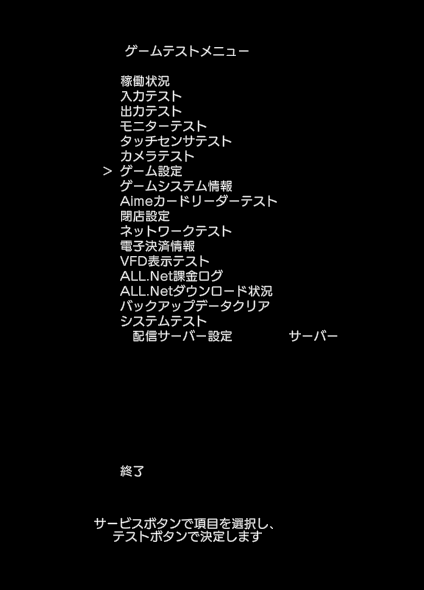 ゲームテストメニュー
稼働状況
入力テスト
出力テスト
モニターテスト
タッチセンサテスト
カメラテスト
> ゲーム設定
ゲームシステム情報
Aimeカードリーダーテスト
閉店設定
ネットワークテスト
電子決済情報
VFD表示テスト
ALL.Net課金ログ
ALL.Netダウンロード状況
バックアップデータクリア
システムテスト
配信サーバー設定 サーバー
終了
サービスボタンで項目を選択し、
テストボタンで決定します